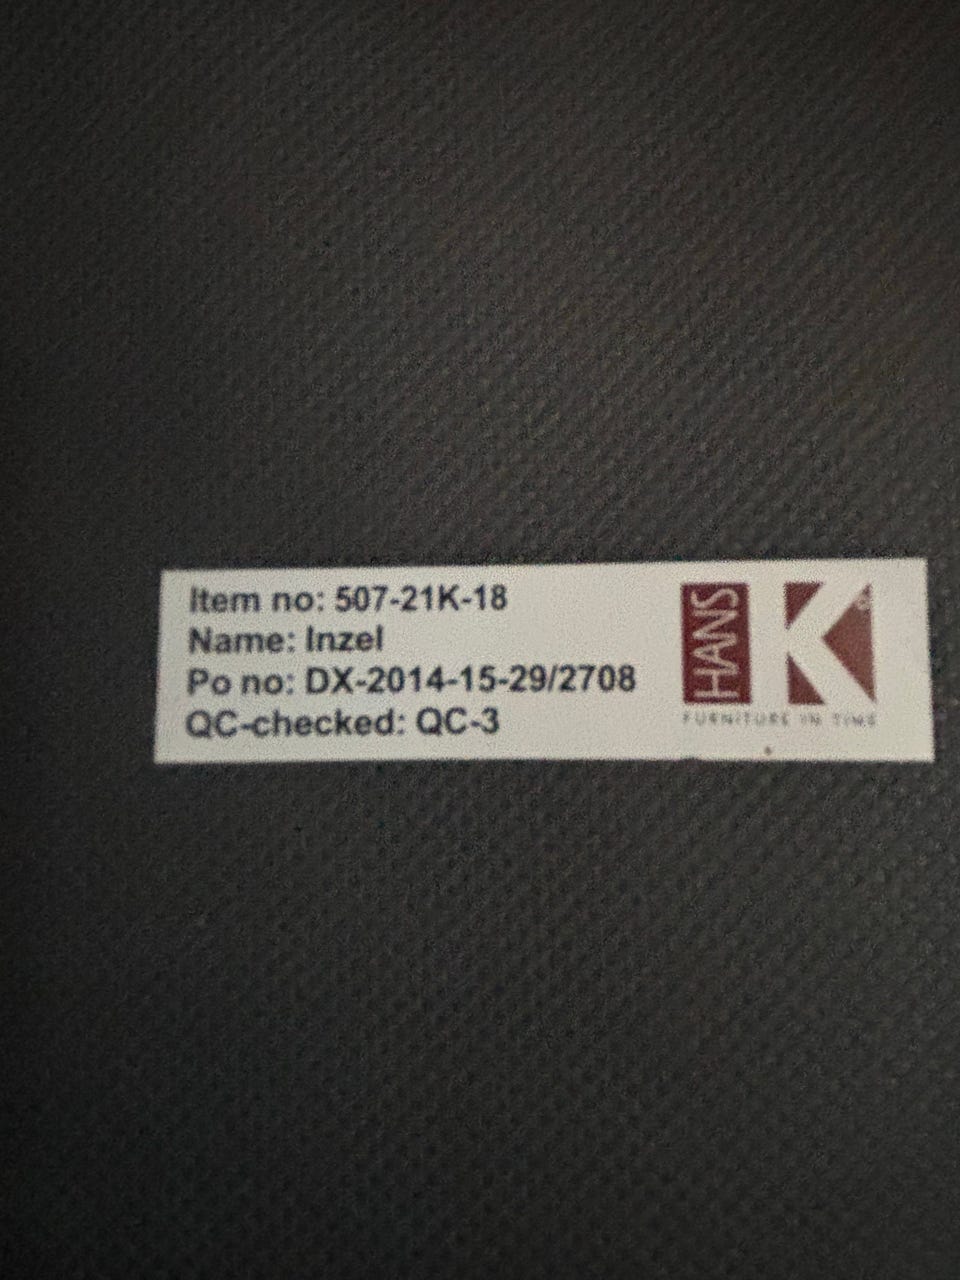 Item no: 507-21K-18
Name: Inzel
Po no: DX-2014-15-29/2708
QC-checked: QC-3
HANS K
FURNITURE IN TIME